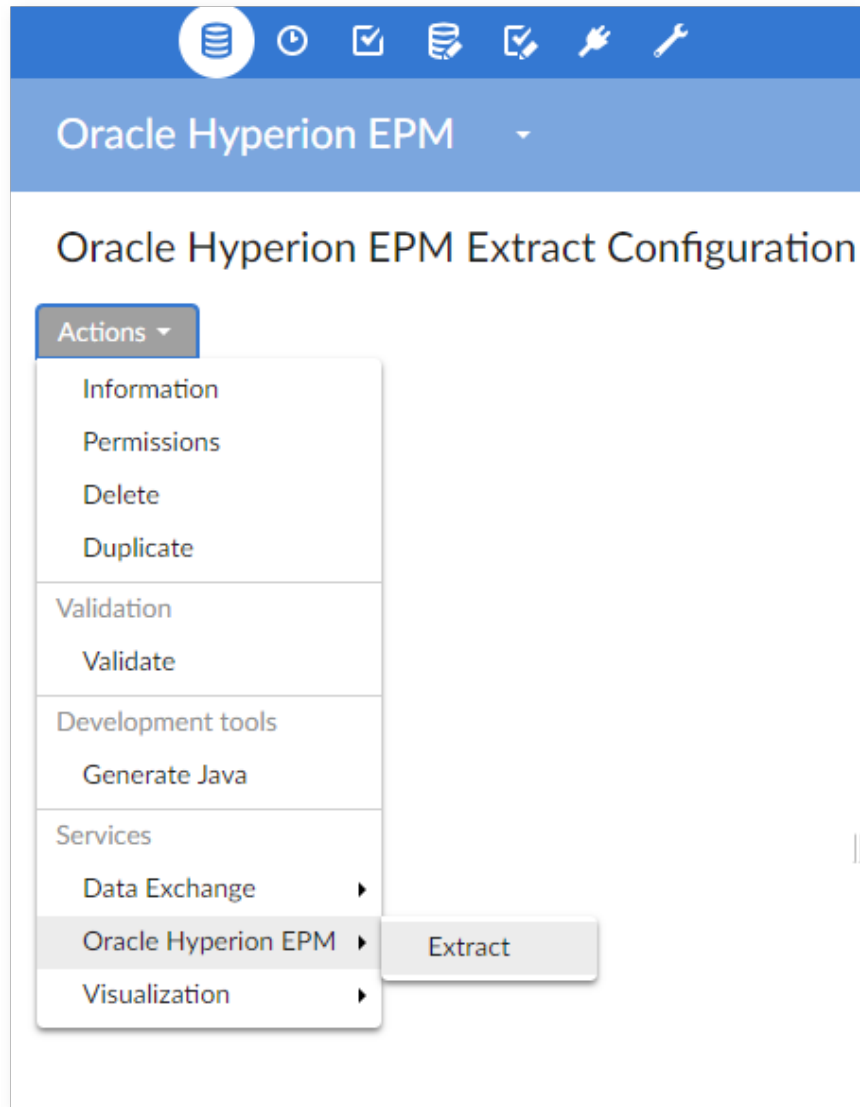 Oracle Hyperion EPM
Oracle Hyperion EPM Extract Configuration
Actions
Information
Permissions
Delete
Duplicate
Validation
Validate
Development tools
Generate Java
Services
Data Exchange
Oracle Hyperion EPM
Extract
Visualization